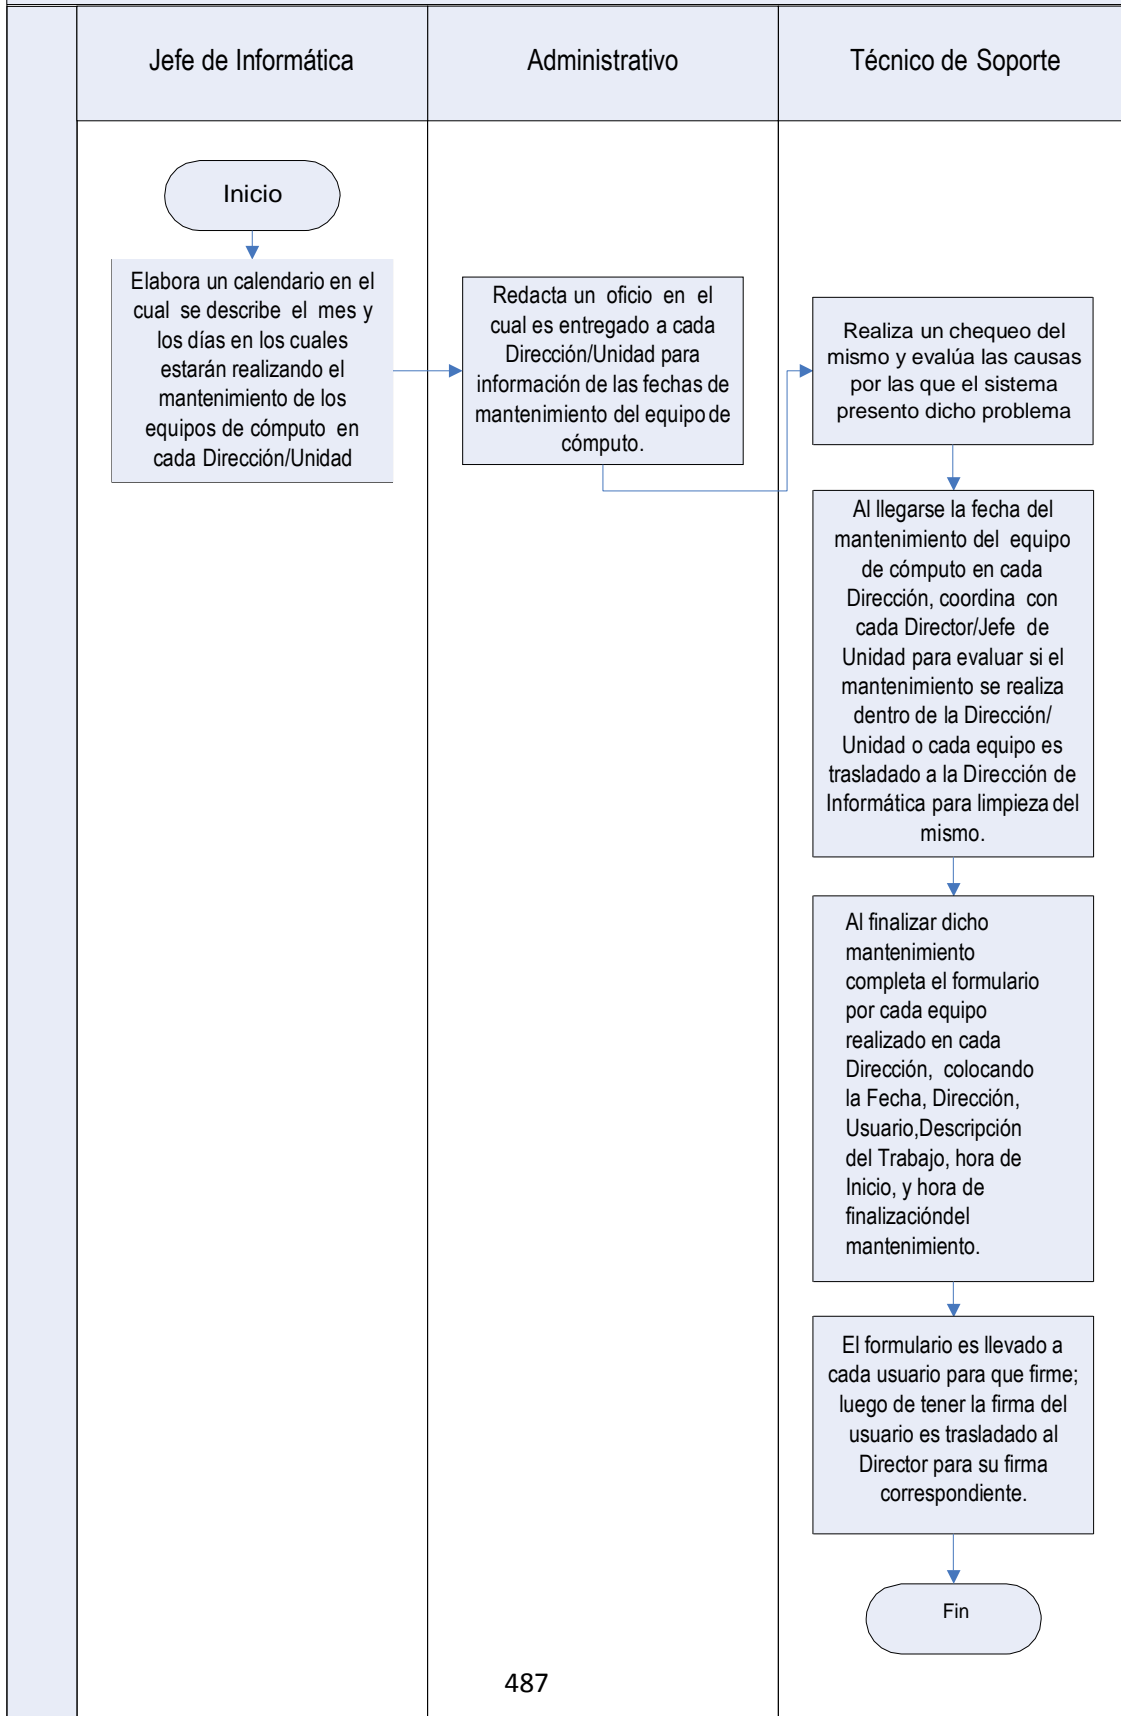 Jefe de Informática
Administrativo
Técnico de Soporte
Inicio
Elabora un calendario en el
cual se describe el mes y
los días en los cuales
estarán realizando el
mantenimiento de los
equipos de cómputo en
cada Dirección/Unidad
Redacta un oficio en el
cual es entregado a cada
Dirección/Unidad para
información de las fechas de
mantenimiento del equipo de
cómputo.
Realiza un chequeo del
mismo y evalúa las causas
por las que el sistema
presento dicho problema
Al llegarse la fecha del
mantenimiento del equipo
de cómputo en cada
Dirección, coordina con
cada Director/Jefe de
Unidad para evaluar si el
mantenimiento se realiza
dentro de la Dirección/
Unidad o cada equipo es
trasladado a la Dirección de
Informática para limpieza del
mismo.
Al finalizar dicho
mantenimiento
completa el formulario
por cada equipo
realizado en cada
Dirección, colocando
la Fecha, Dirección,
Usuario,Descripción
del Trabajo, hora de
Inicio, y hora de
finalizacióndel
mantenimiento.
El formulario es llevado a
cada usuario para que firme;
luego de tener la firma del
usuario es trasladado al
Director para su firma
correspondiente.
Fin
487